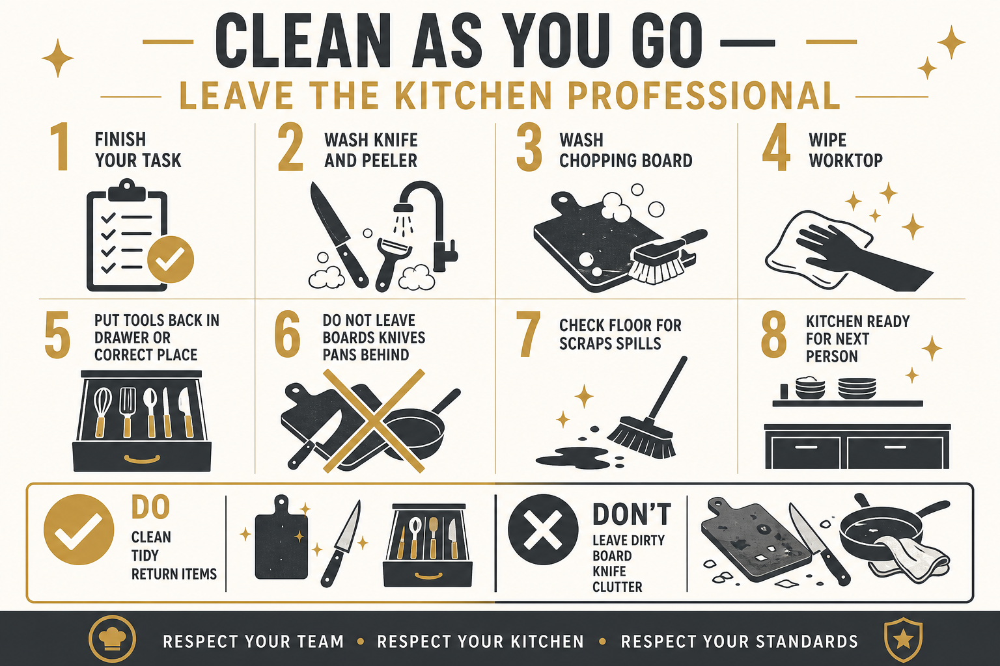 CLEAN AS YOU GO
LEAVE THE KITCHEN PROFESSIONAL
1
FINISH
YOUR TASK
2
WASH KNIFE
AND PEELER
3
WASH
CHOPPING BOARD
4
WIPE
WORKTOP
5
PUT TOOLS BACK IN
DRAWER OR
CORRECT PLACE
6
DO NOT LEAVE
BOARDS KNIVES
PANS BEHIND
7
CHECK FLOOR FOR
SCRAPS SPILLS
8
KITCHEN READY
FOR NEXT
PERSON
DO
CLEAN
TIDY
RETURN ITEMS
DON'T
LEAVE DIRTY
BOARD
KNIFE
CLUTTER
RESPECT YOUR TEAM • RESPECT YOUR KITCHEN • RESPECT YOUR STANDARDS